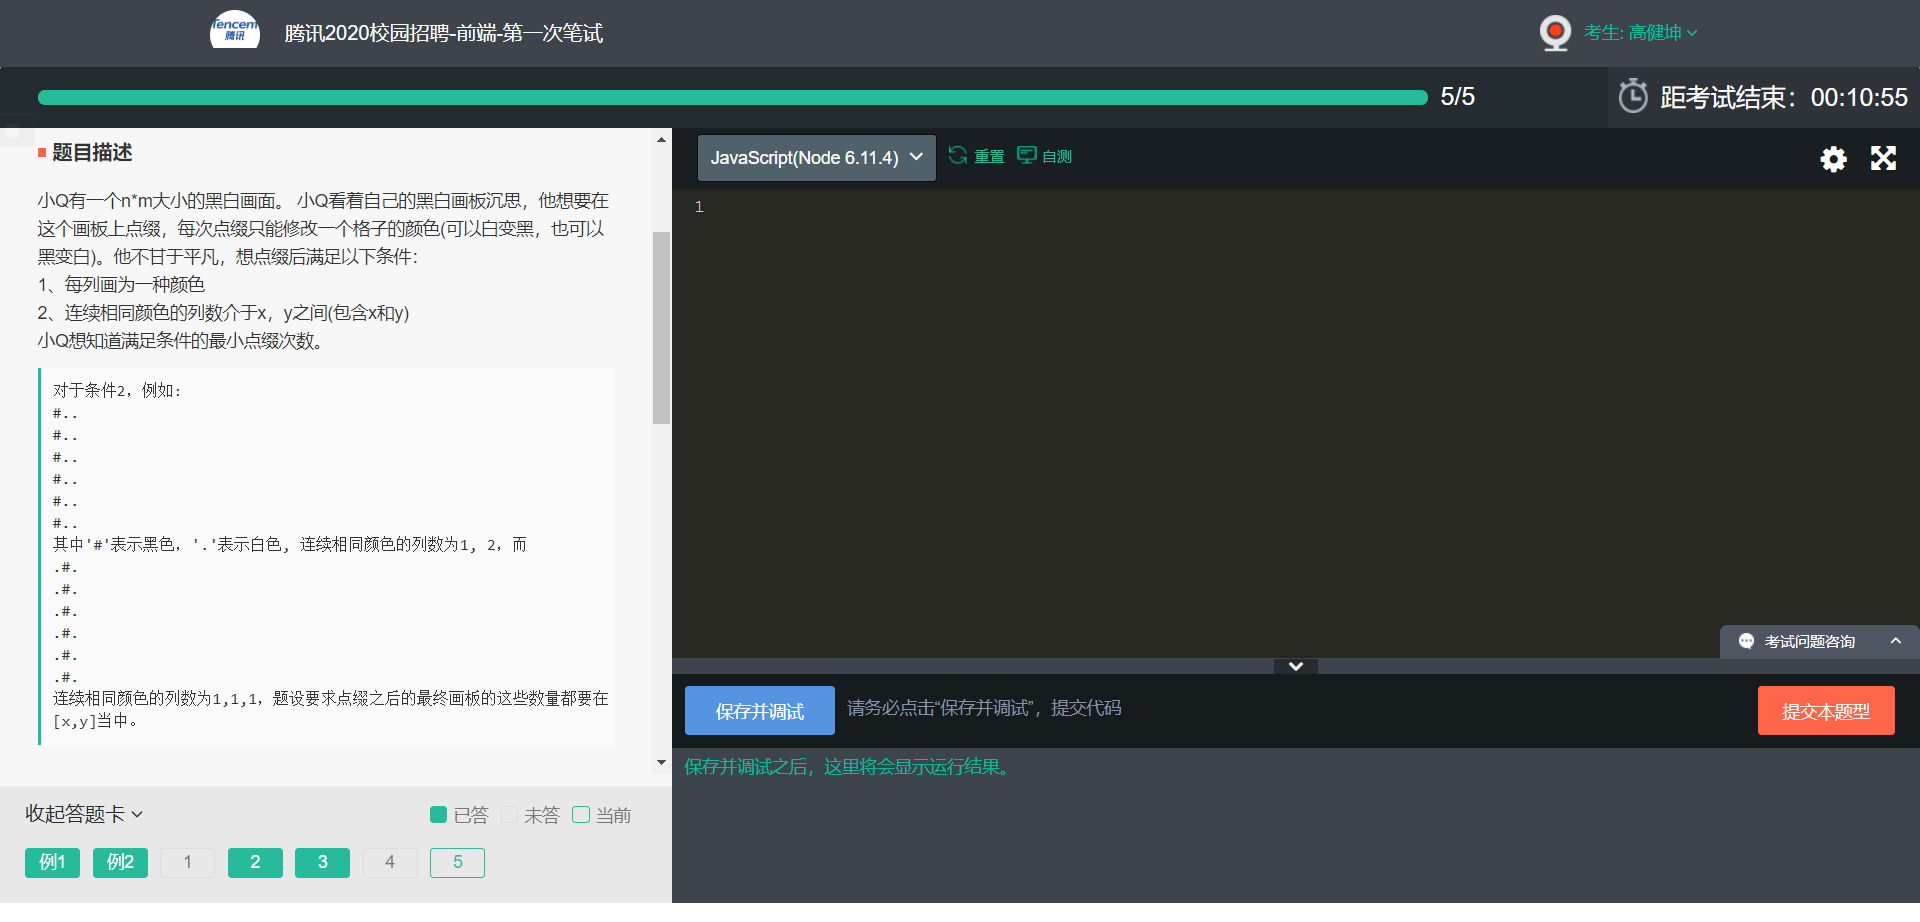 Tencent
腾讯
腾讯2020校园招聘-前端-第一次笔试
考生: 高健坤
5/5
距考试结束：00:10:55
题目描述
小Q有一个n*m大小的黑白画面。 小Q看着自己的黑白画板沉思，他想要在
这个画板上点缀，每次点缀只能修改一个格子的颜色(可以白变黑，也可以
黑变白)。他不甘于平凡，想点缀后满足以下条件：
1、每列画为一种颜色
2、连续相同颜色的列数介于x，y之间(包含x和y)
小Q想知道满足条件的最小点缀次数。
对于条件2，例如:
#..
#..
#..
#..
#..
#..
其中'#'表示黑色，'.'表示白色, 连续相同颜色的列数为1, 2，而
.#.
.#.
.#.
.#.
.#.
.#.
连续相同颜色的列数为1,1,1，题设要求点缀之后的最终画板的这些数量都要在
[x,y]当中。
收起答题卡
已答 未答 当前
例1 例2 1 2 3 4 5
JavaScript(Node 6.11.4) 重置 自测
1
考试问题咨询
保存并调试 请务必点击“保存并调试”，提交代码
提交本题型
保存并调试之后，这里将会显示运行结果。